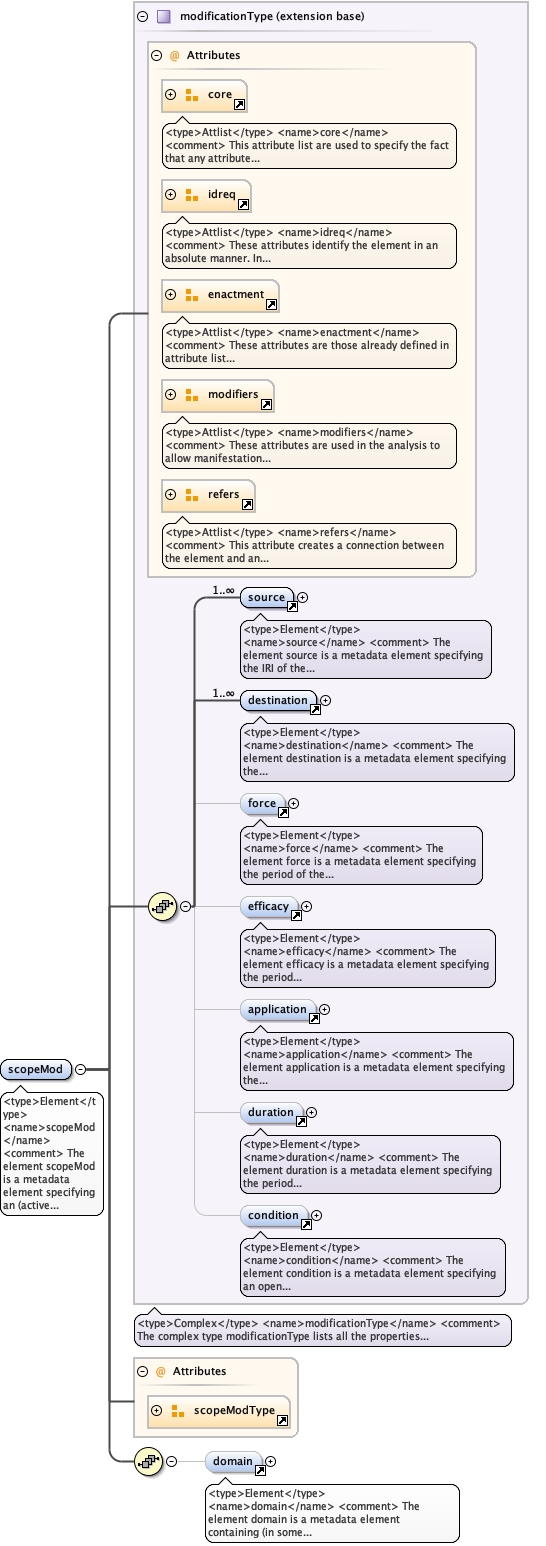 modificationType (extension base)
@ Attributes
core
<type>Attlist</type> <name>core</name>
<comment> This attribute list are used to specify the fact
that any attribute...
idreq
<type>Attlist</type> <name>idreq</name>
<comment> These attributes identify the element in an
absolute manner. In...
enactment
<type>Attlist</type> <name>enactment</name>
<comment> These attributes are those already defined in
attribute list...
modifiers
<type>Attlist</type> <name>modifiers</name>
<comment> These attributes are used in the analysis to
allow manifestation...
refers
<type>Attlist</type> <name>refers</name>
<comment> This attribute creates a connection between
the element and an...
1..∞
source
<type>Element</type>
<name>source</name> <comment> The
element source is a metadata element specifying
the IRI of the...
1..∞
destination
<type>Element</type>
<name>destination</name> <comment> The
element destination is a metadata element specifying
the...
force
<type>Element</type>
<name>force</name> <comment> The
element force is a metadata element specifying
the period of the...
efficacy
<type>Element</type>
<name>efficacy</name> <comment> The
element efficacy is a metadata element specifying
the period...
application
<type>Element</type>
<name>application</name> <comment> The
element application is a metadata element specifying
the...
scopeMod
<type>Element</t
ype>
<name>scopeMod
</name>
<comment> The
element scopeMod
is a metadata
element specifying
an (active...
duration
<type>Element</type>
<name>duration</name> <comment> The
element duration is a metadata element specifying
the period...
condition
<type>Element</type>
<name>condition</name> <comment> The
element condition is a metadata element specifying
an open...
<type>Complex</type> <name>modificationType</name> <comment>
The complex type modificationType lists all the properties...
@ Attributes
scopeModType
domain
<type>Element</type>
<name>domain</name> <comment> The
element domain is a metadata element
containing (in some...